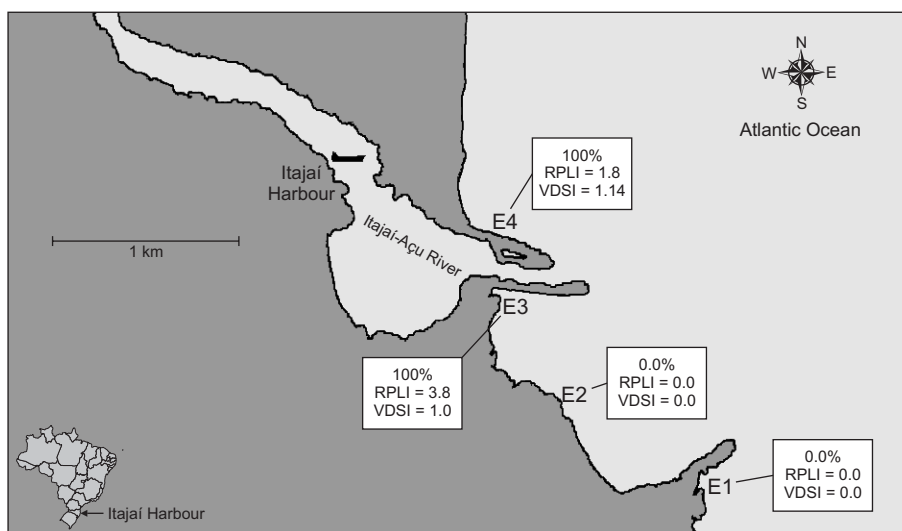 N
W E
S
Atlantic Ocean
100%
RPLI = 1.8
VDSI = 1.14
Itajaí
Harbour
E4
1 km
Itajaí-Açu River
E3
100%
RPLI = 3.8
VDSI = 1.0
0.0%
RPLI = 0.0
VDSI = 0.0
E2
0.0%
RPLI = 0.0
VDSI = 0.0
E1
Itajaí Harbour